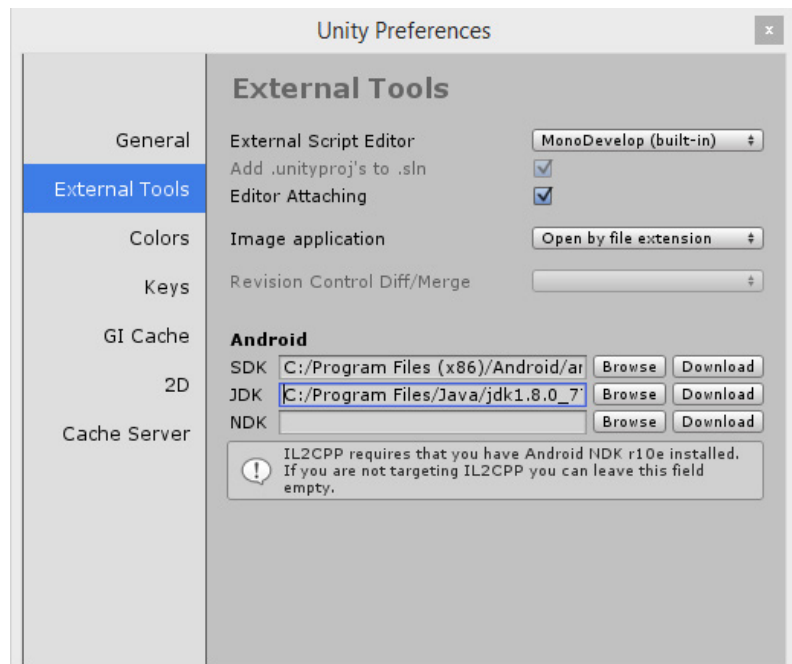 Unity Preferences
x
External Tools
General
External Script Editor MonoDevelop (built-in)
Add .unityproj's to .sln
External Tools
Editor Attaching
Colors
Image application Open by file extension
Keys
Revision Control Diff/Merge
GI Cache
Android
SDK C:/Program Files (x86)/Android/ar Browse Download
2D
JDK C:/Program Files/Java/jdk1.8.0_7 Browse Download
NDK Browse Download
Cache Server
IL2CPP requires that you have Android NDK r10e installed.
If you are not targeting IL2CPP you can leave this field
empty.